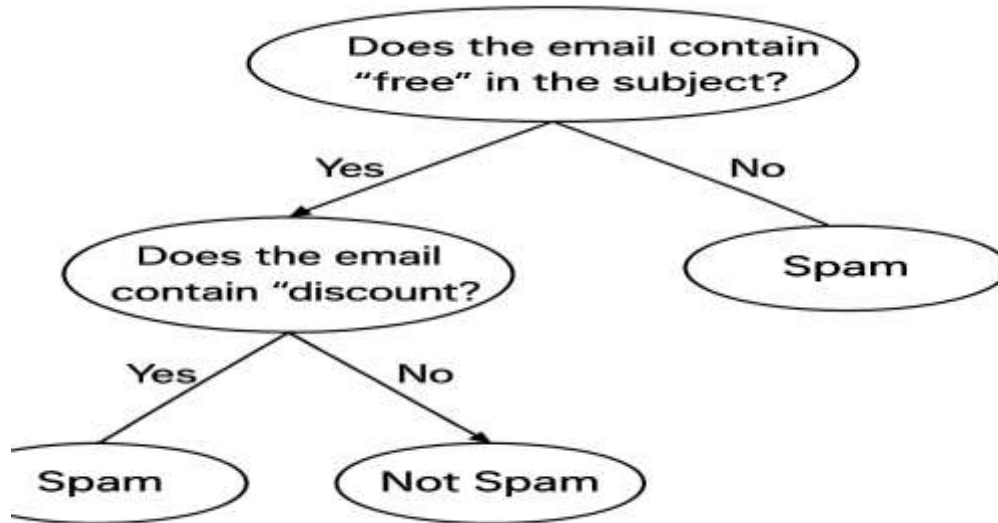 Does the email contain
“free” in the subject?
Yes
No
Does the email
contain “discount?
Spam
Yes
No
Spam
Not Spam